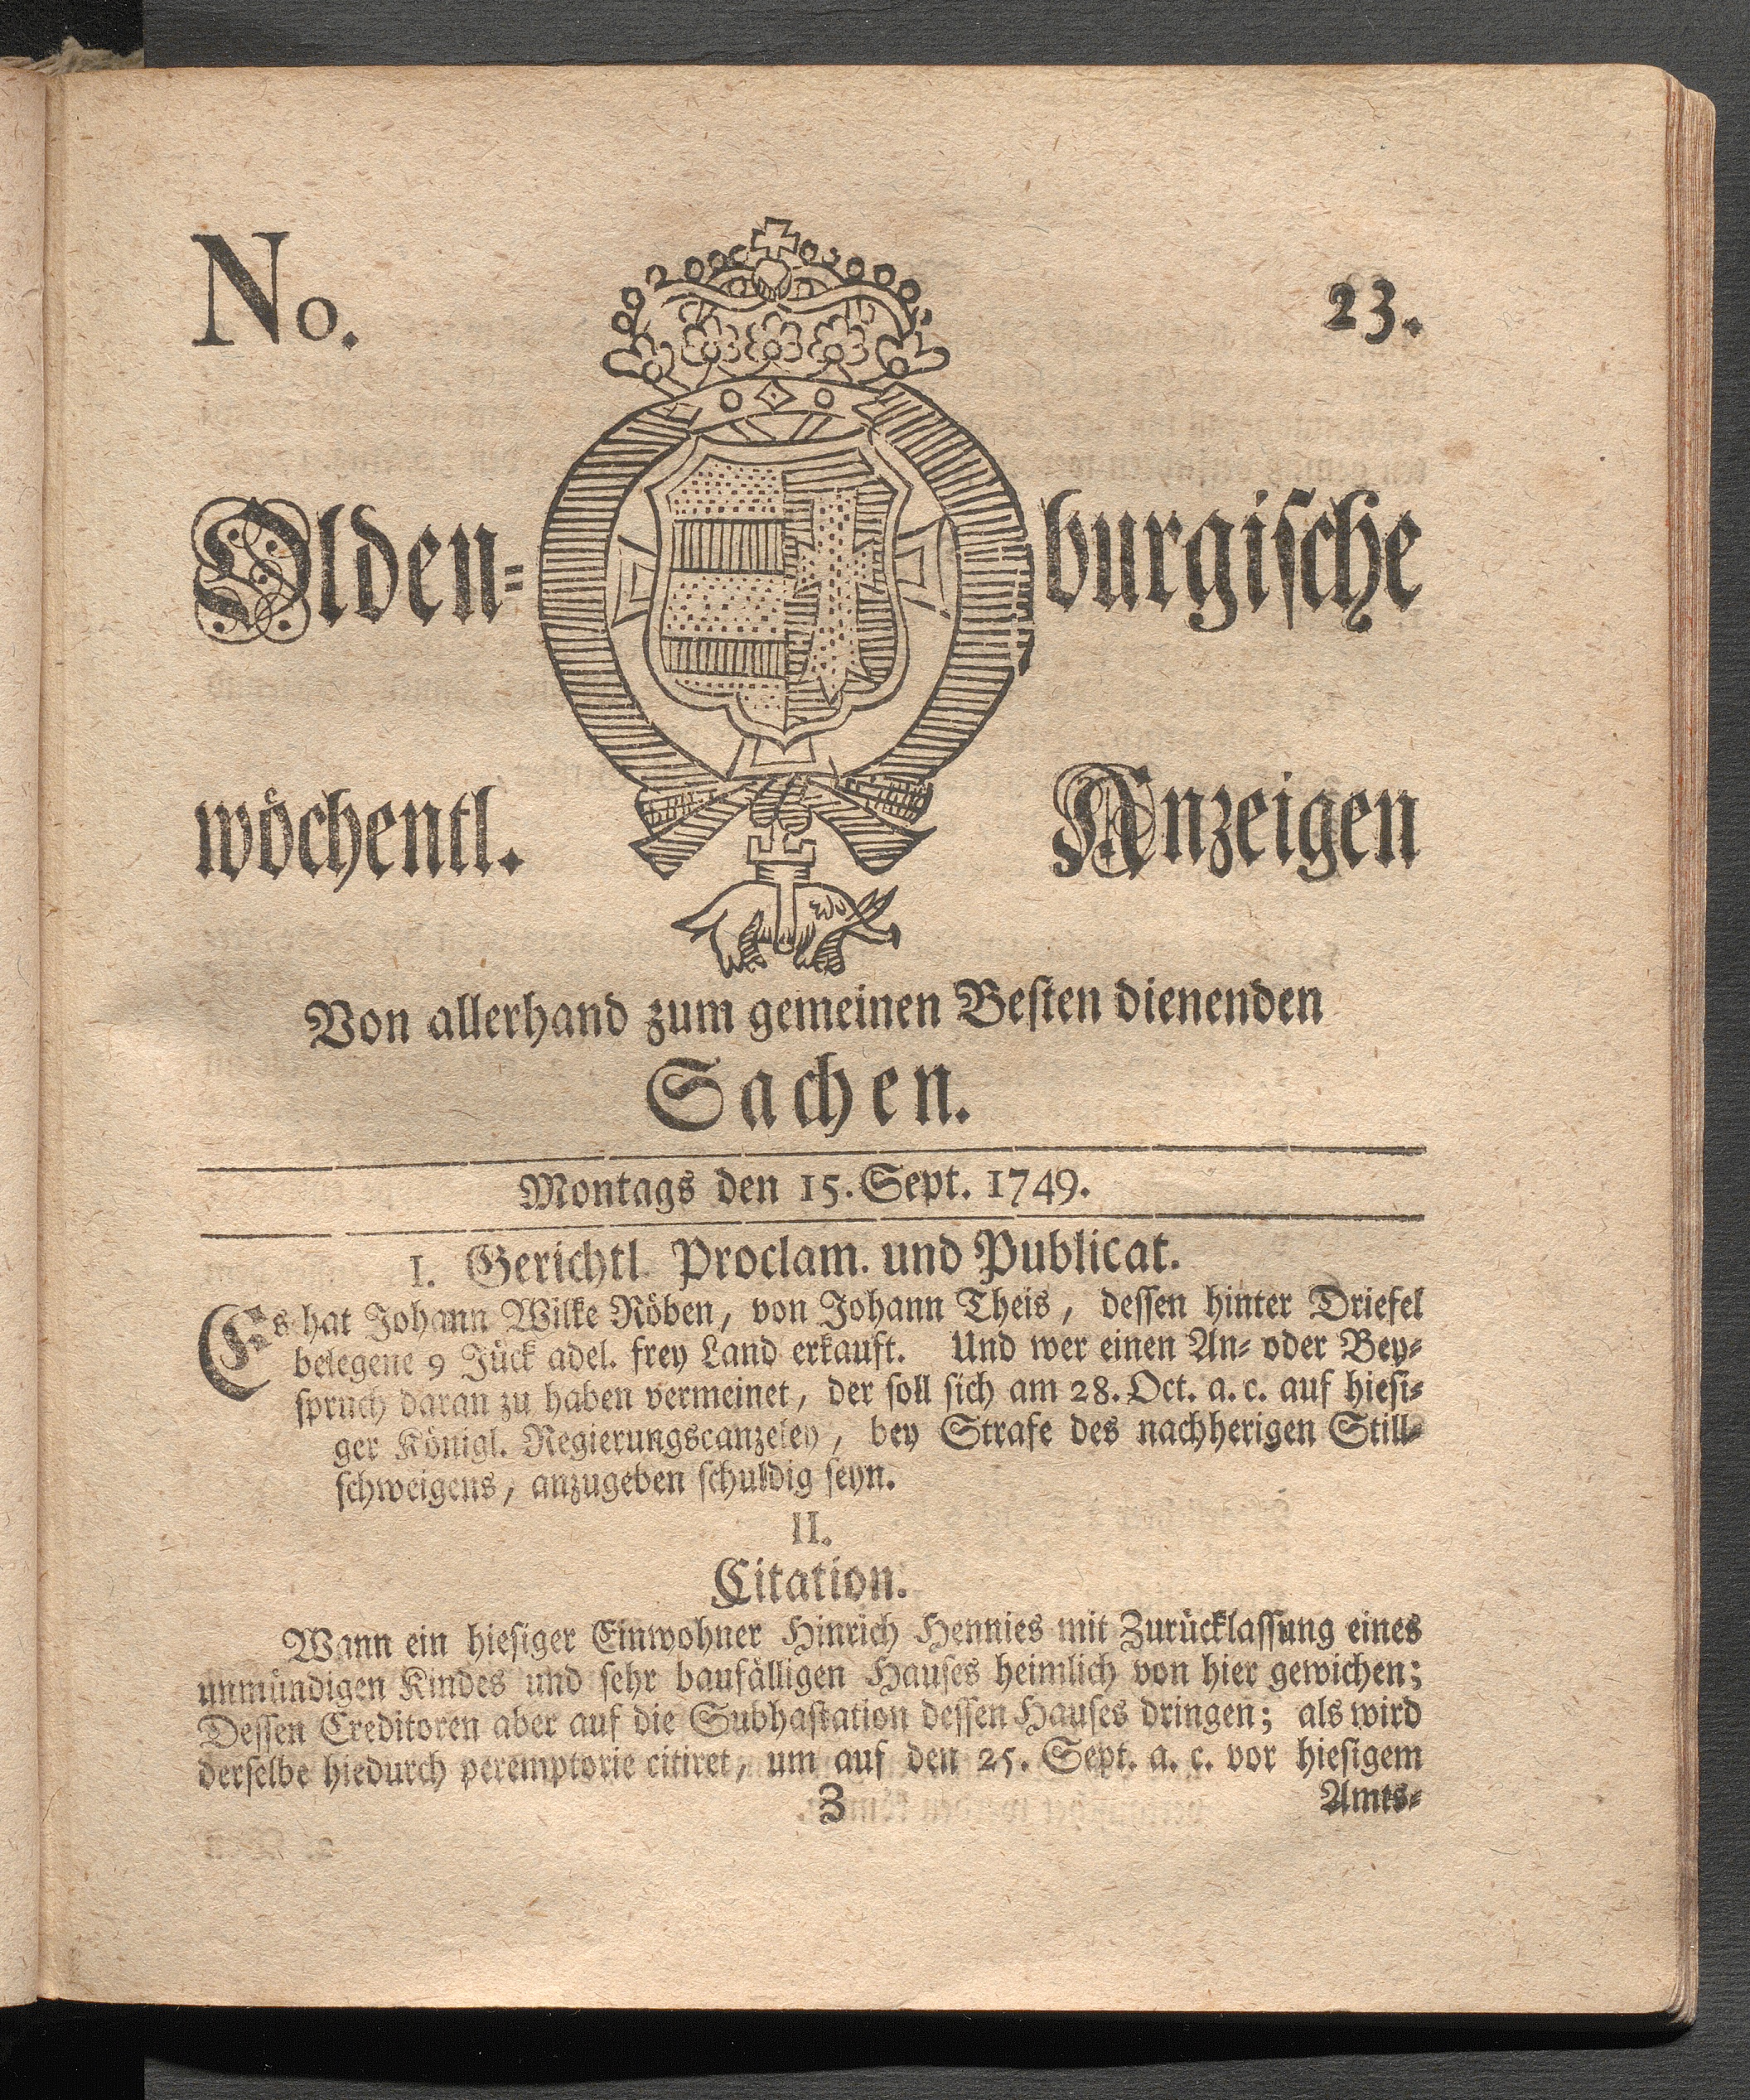 No. 23.
Olden= burgische
wöchentl. Anzeigen
Von allerhand zum gemeinen Besten dienenden
Sachen.
Montags den 15. Sept. 1749.
I. Gerichtl. Proclam. und Publicat.
Es hat Johann Wilke Röben, von Johann Theis, dessen hinter Driefel
belegene 9 Jück adel. frey Land erkauft. Und wer einen An= oder Bey=
spruch daran zu haben vermeinet, der soll sich am 28. Oct. a. c. auf hiesi=
ger Königl. Regierungscanzeley, bey Strafe des nachherigen Still=
schweigens, anzugeben schuldig seyn.
II.
Citation.
Wann ein hiesiger Einwohner Hinrich Hennies mit Zurücklassung eines
unmündigen Kindes und sehr baufälligen Hauses heimlich von hier gewichen;
Dessen Creditoren aber auf die Subhastation dessen Hauses dringen; als wird
derselbe hiedurch peremptorie citiret, um auf den 25. Sept. a. c. vor hiesigem
Z Amts=